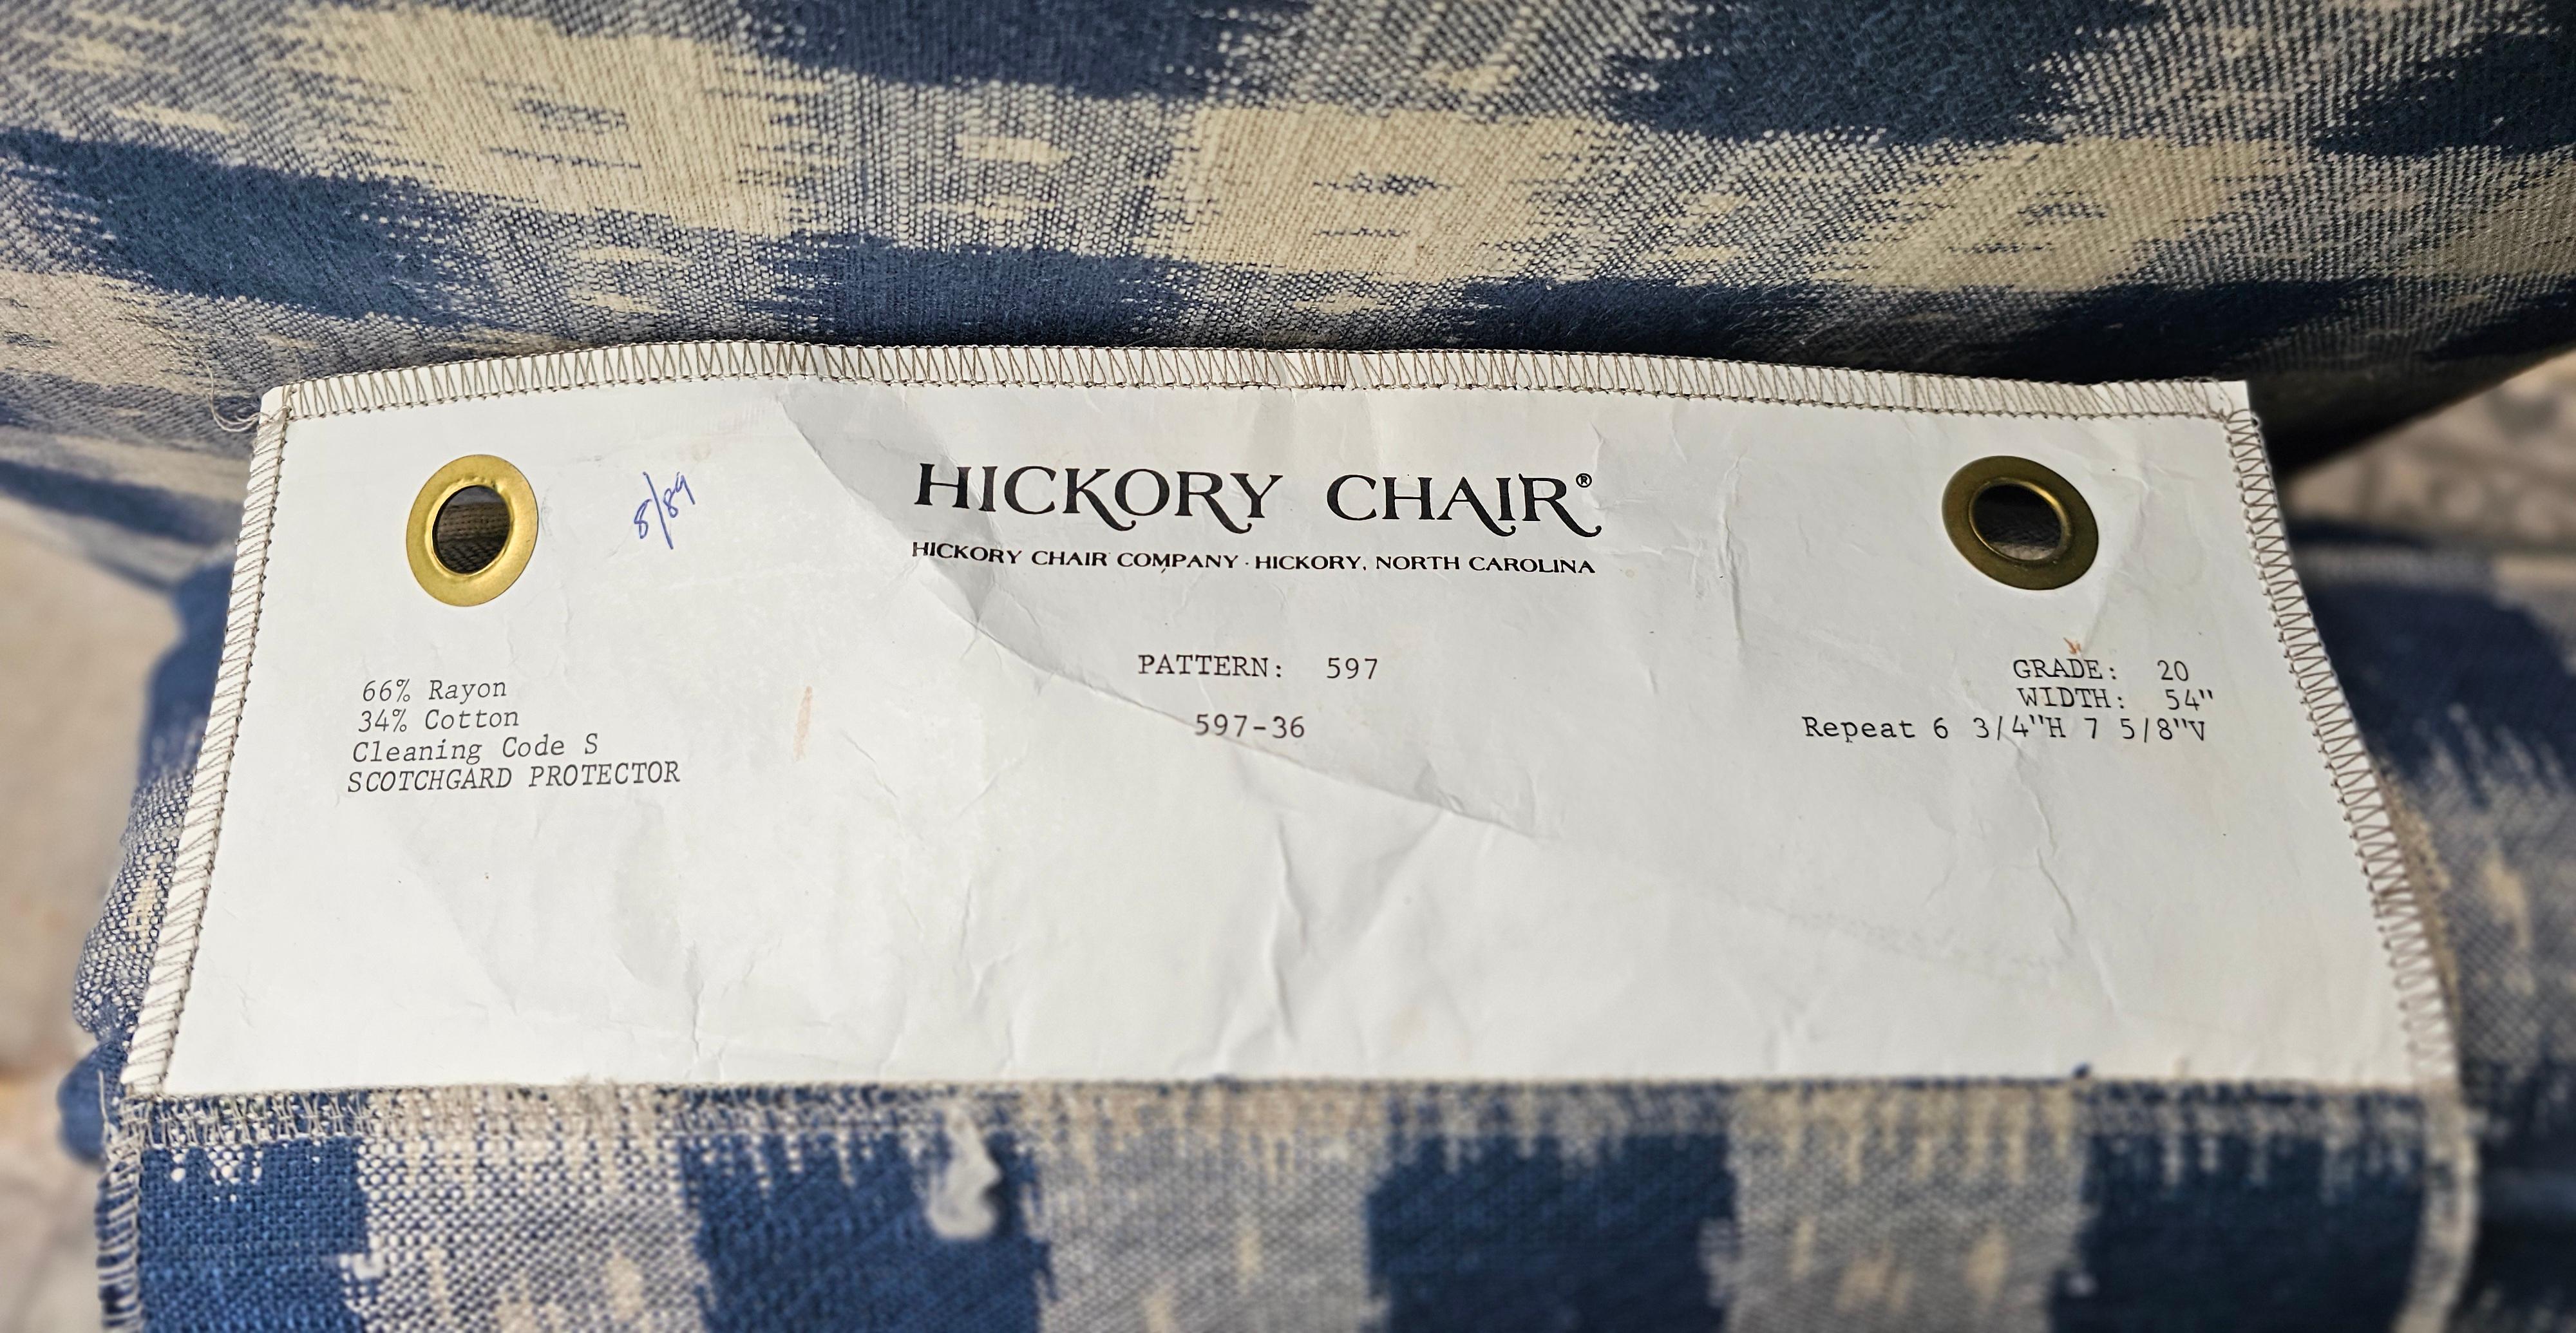 8/89
HICKORY CHAIR®
HICKORY CHAIR COMPANY · HICKORY, NORTH CAROLINA
66% Rayon
34% Cotton
Cleaning Code S
SCOTCHGARD PROTECTOR
PATTERN: 597
597-36
GRADE: 20
WIDTH: 54"
Repeat 6 3/4"H 7 5/8"V